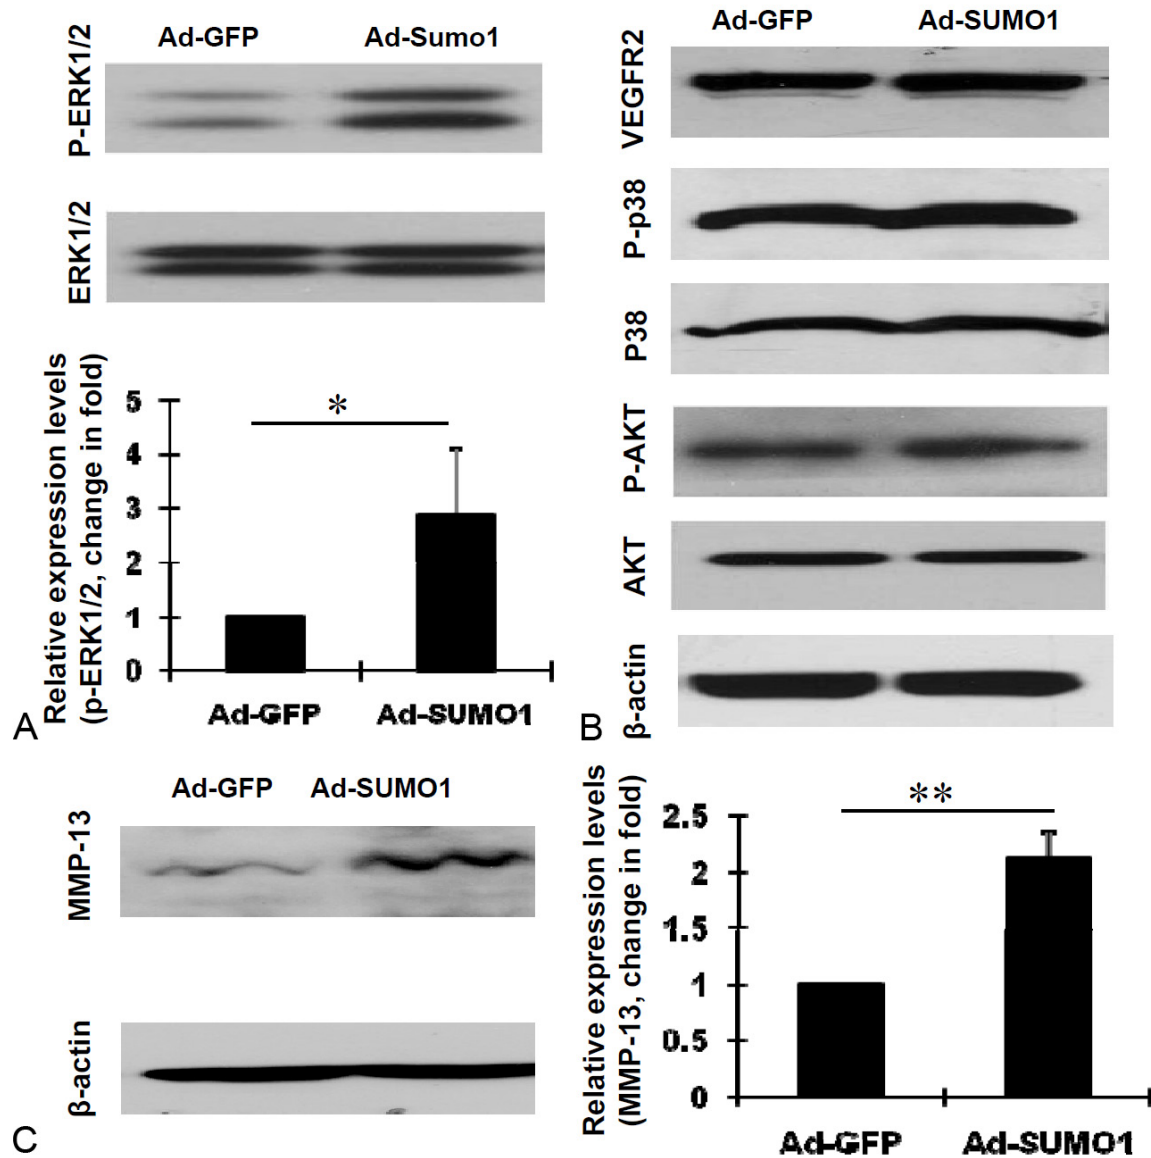 Ad-GFP Ad-Sumo1
P-ERK1/2
ERK1/2
Relative expression levels
(p-ERK1/2, change in fold)
5
4
3
2
1
0
*
Ad-GFP Ad-SUMO1
A
Ad-GFP Ad-SUMO1
VEGFR2
P-p38
P38
P-AKT
AKT
β-actin
B
Ad-GFP Ad-SUMO1
MMP-13
β-actin
C
Relative expression levels
(MMP-13, change in fold)
2.5
2
1.5
1
0.5
0
**
Ad-GFP Ad-SUMO1